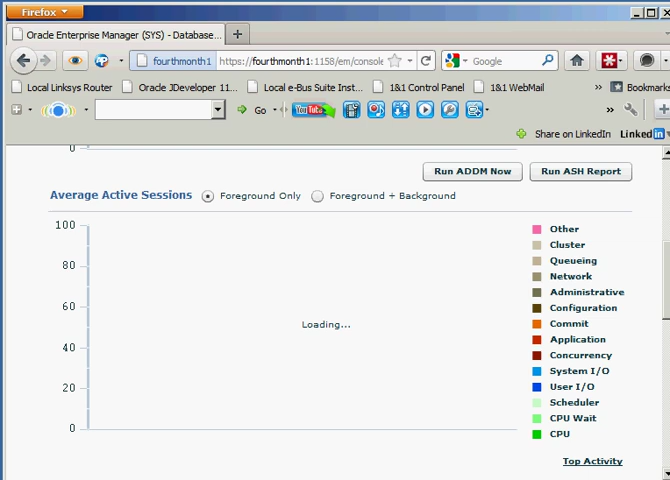 Firefox
Oracle Enterprise Manager (SYS) - Database...
fourthmonth1 https://fourthmonth1:1158/em/console
Google
Local Linksys Router Oracle JDeveloper 11... Local e-Bus Suite Inst... 1&1 Control Panel 1&1 WebMail » Bookmarks
Go YouTube »
Share on LinkedIn Linked in
0
Run ADDM Now Run ASH Report
Average Active Sessions Foreground Only Foreground + Background
100
80
60
40
20
0
Loading...
Other
Cluster
Queueing
Network
Administrative
Configuration
Commit
Application
Concurrency
System I/O
User I/O
Scheduler
CPU Wait
CPU
Top Activity